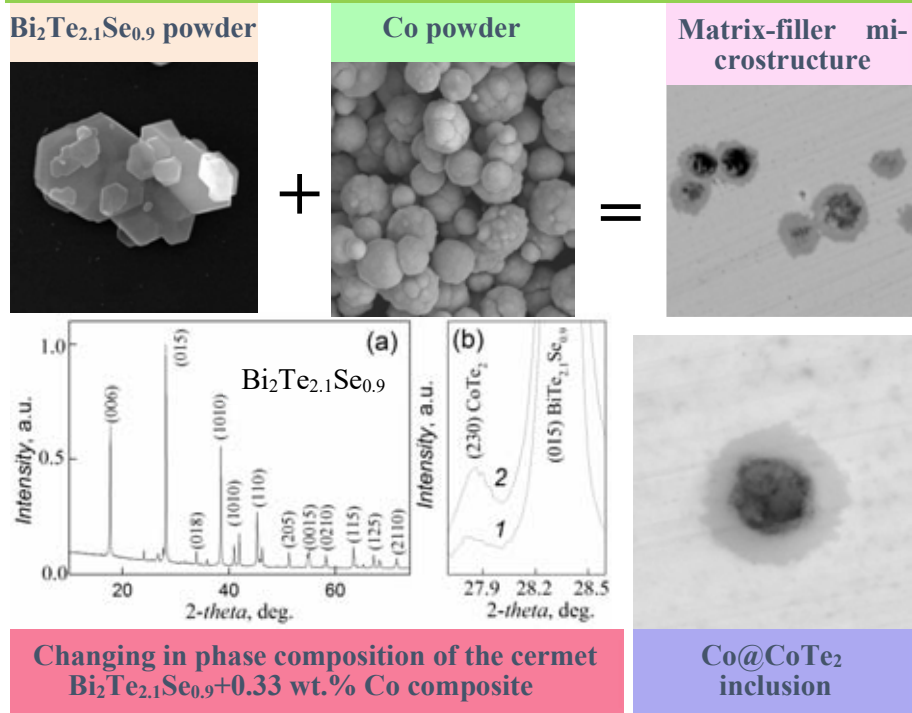 Bi₂Te₂.₁Se₀.₉ powder
Co powder
Matrix-filler mi-
crostructure
+
=
(a)
Bi₂Te₂.₁Se₀.₉
Intensity, a.u.
1.0
0.5
0.0
(006)
(015)
(018)
(1010)
(1010)
(110)
(205)
(0015)
(0210)
(115)
(125)
(2110)
20
40
60
2-theta, deg.
(b)
Intensity, a.u.
(230) CoTe₂
(015) BiTe₂.₁Se₀.₉
2
1
27.9
28.2
28.5
2-theta, deg.
Changing in phase composition of the cermet
Bi₂Te₂.₁Se₀.₉+0.33 wt.% Co composite
Co@CoTe₂
inclusion